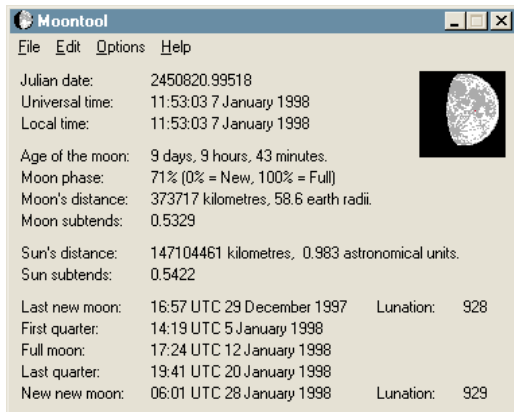 Moontool
File Edit Options Help
Julian date: 2450820.99518
Universal time: 11:53:03 7 January 1998
Local time: 11:53:03 7 January 1998
Age of the moon: 9 days, 9 hours, 43 minutes.
Moon phase: 71% (0% = New, 100% = Full)
Moon's distance: 373717 kilometres, 58.6 earth radii.
Moon subtends: 0.5329
Sun's distance: 147104461 kilometres, 0.983 astronomical units.
Sun subtends: 0.5422
Last new moon: 16:57 UTC 29 December 1997 Lunation: 928
First quarter: 14:19 UTC 5 January 1998
Full moon: 17:24 UTC 12 January 1998
Last quarter: 19:41 UTC 20 January 1998
New new moon: 06:01 UTC 28 January 1998 Lunation: 929